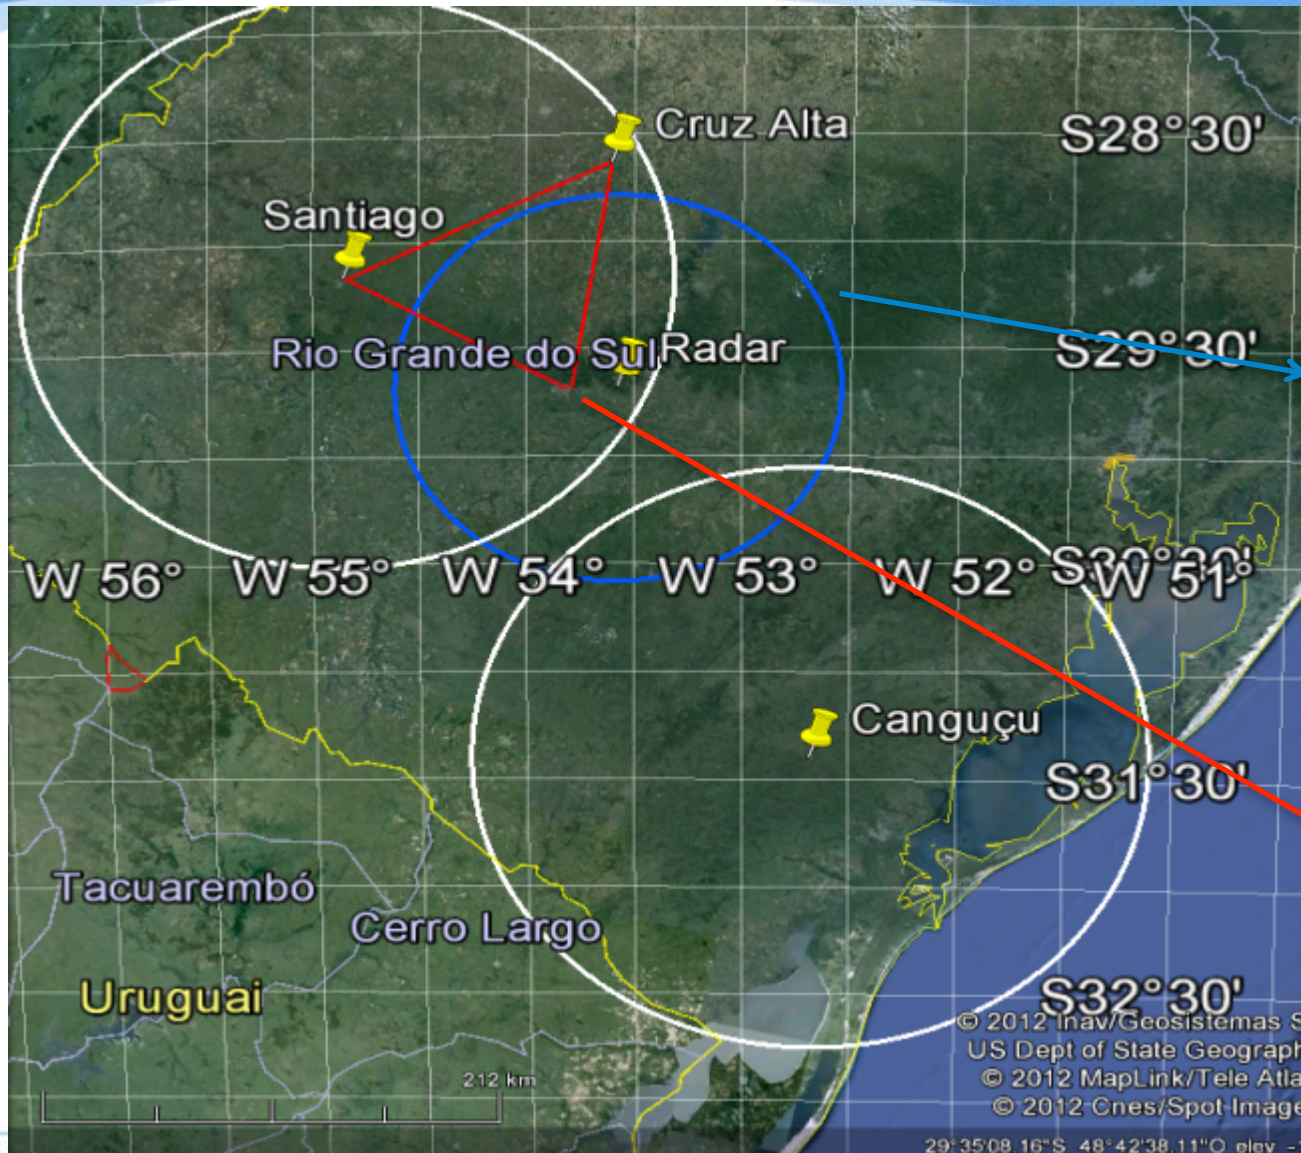 Cruz Alta
S28°30'
Santiago
Rio Grande do Sul
Radar
S29°30'
W 56°
W 55°
W 54°
W 53°
W 52°
S30°30'
W 51°
Canguçu
S31°30'
Tacuarembó
Cerro Largo
Uruguai
S32°30'
© 2012 Inav/Geosistemas S
US Dept of State Geograph
© 2012 MapLink/Tele Atla
© 2012 Cnes/Spot Image
212 km
29°35'08.16"S 48°42'38.11"O elev